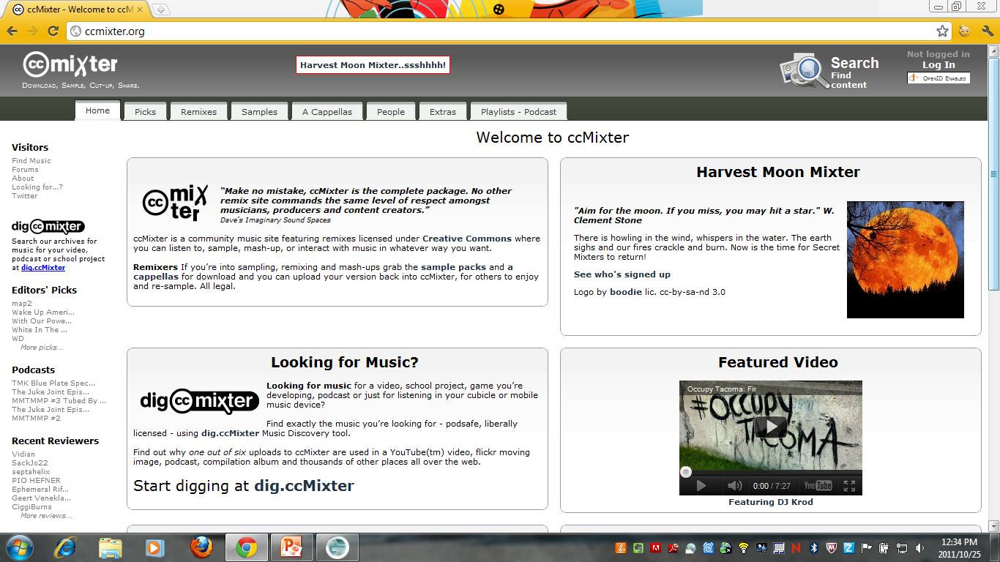 ccMixter - Welcome to ccM
ccmixter.org
cc mixter
Download, Sample, Cut-up, Share.
Harvest Moon Mixter..ssshhhh!
Search
Find
content
Not logged in
Log In
OpenID Enabled
Home
Picks
Remixes
Samples
A Cappellas
People
Extras
Playlists - Podcast
Welcome to ccMixter
Visitors
Find Music
Forums
About
Looking for...?
Twitter
dig cc mixter
Search our archives for
music for your video,
podcast or school project
at dig.ccMixter
Editors' Picks
map2
Wake Up Ameri...
With Our Powe...
White In The ...
WD
More picks...
Podcasts
TMK Blue Plate Spec...
The Juke Joint Epis...
MMTMMP #3 Tubed By ...
The Juke Joint Epis...
MMTMMP #2
Recent Reviewers
Vidian
SackJo22
septahelix
PIO HEFNER
Ephemeral Rif...
Geert Venekla...
CiggiBurns
More reviews...
cc mix
ter
“Make no mistake, ccMixter is the complete package. No other
remix site commands the same level of respect amongst
musicians, producers and content creators.”
Dave’s Imaginary Sound Spaces
ccMixter is a community music site featuring remixes licensed under Creative Commons where
you can listen to, sample, mash-up, or interact with music in whatever way you want.
Remixers If you’re into sampling, remixing and mash-ups grab the sample packs and a
cappellas for download and you can upload your version back into ccMixter, for others to enjoy
and re-sample. All legal.
Harvest Moon Mixter
"Aim for the moon. If you miss, you may hit a star." W.
Clement Stone
There is howling in the wind, whispers in the water. The earth
sighs and our fires crackle and burn. Now is the time for Secret
Mixters to return!
See who's signed up
Logo by boodie lic. cc-by-sa-nd 3.0
Looking for Music?
dig cc mixter
Looking for music for a video, school project, game you’re
developing, podcast or just for listening in your cubicle or mobile
music device?
Find exactly the music you’re looking for - podsafe, liberally
licensed - using dig.ccMixter Music Discovery tool.
Find out why one out of six uploads to ccMixter are used in a YouTube(tm) video, flickr moving
image, podcast, compilation album and thousands of other places all over the web.
Start digging at dig.ccMixter
Featured Video
Occupy Tacoma: Fir
#OCCUPY
TACOMA
0:00 / 7:27
YouTube
Featuring DJ Krod
12:34 PM
2011/10/25